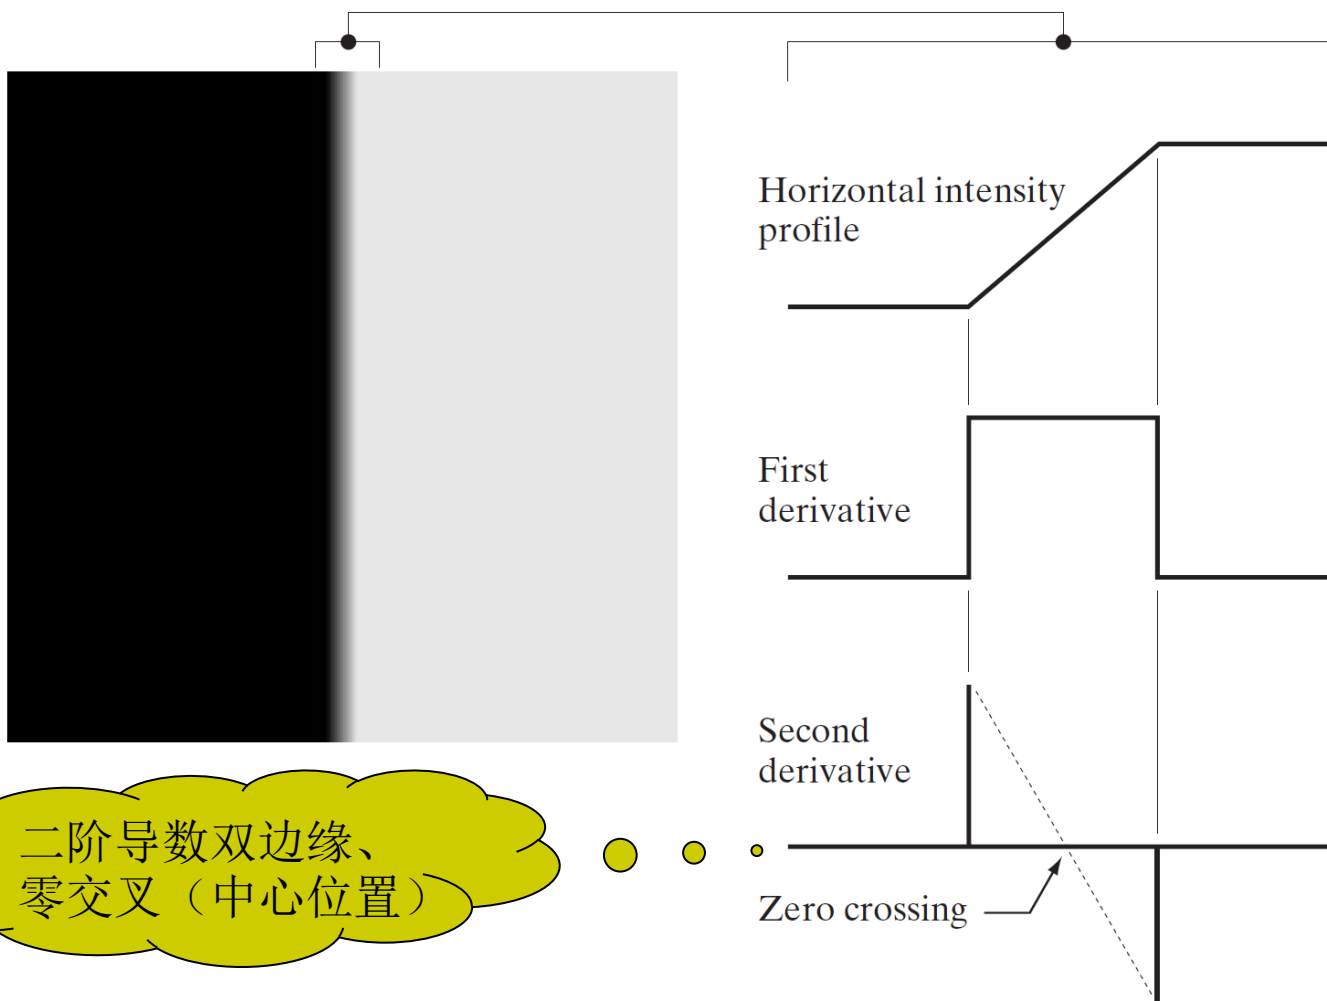 Horizontal intensity
profile
First
derivative
Second
derivative
Zero crossing
二阶导数双边缘、
零交叉（中心位置）